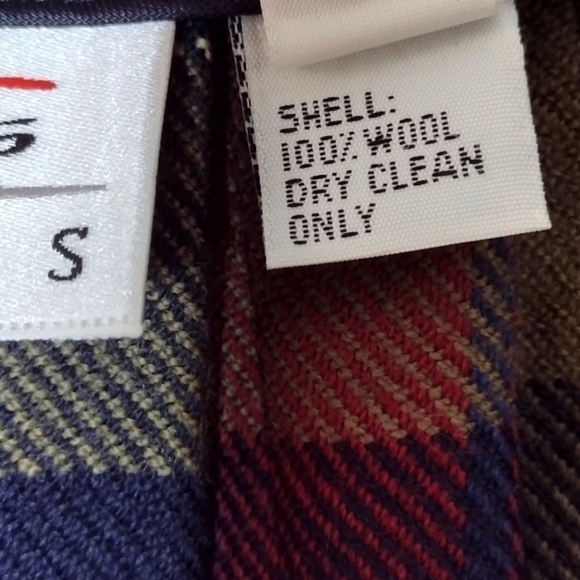 S
SHELL:
100% WOOL
DRY CLEAN
ONLY